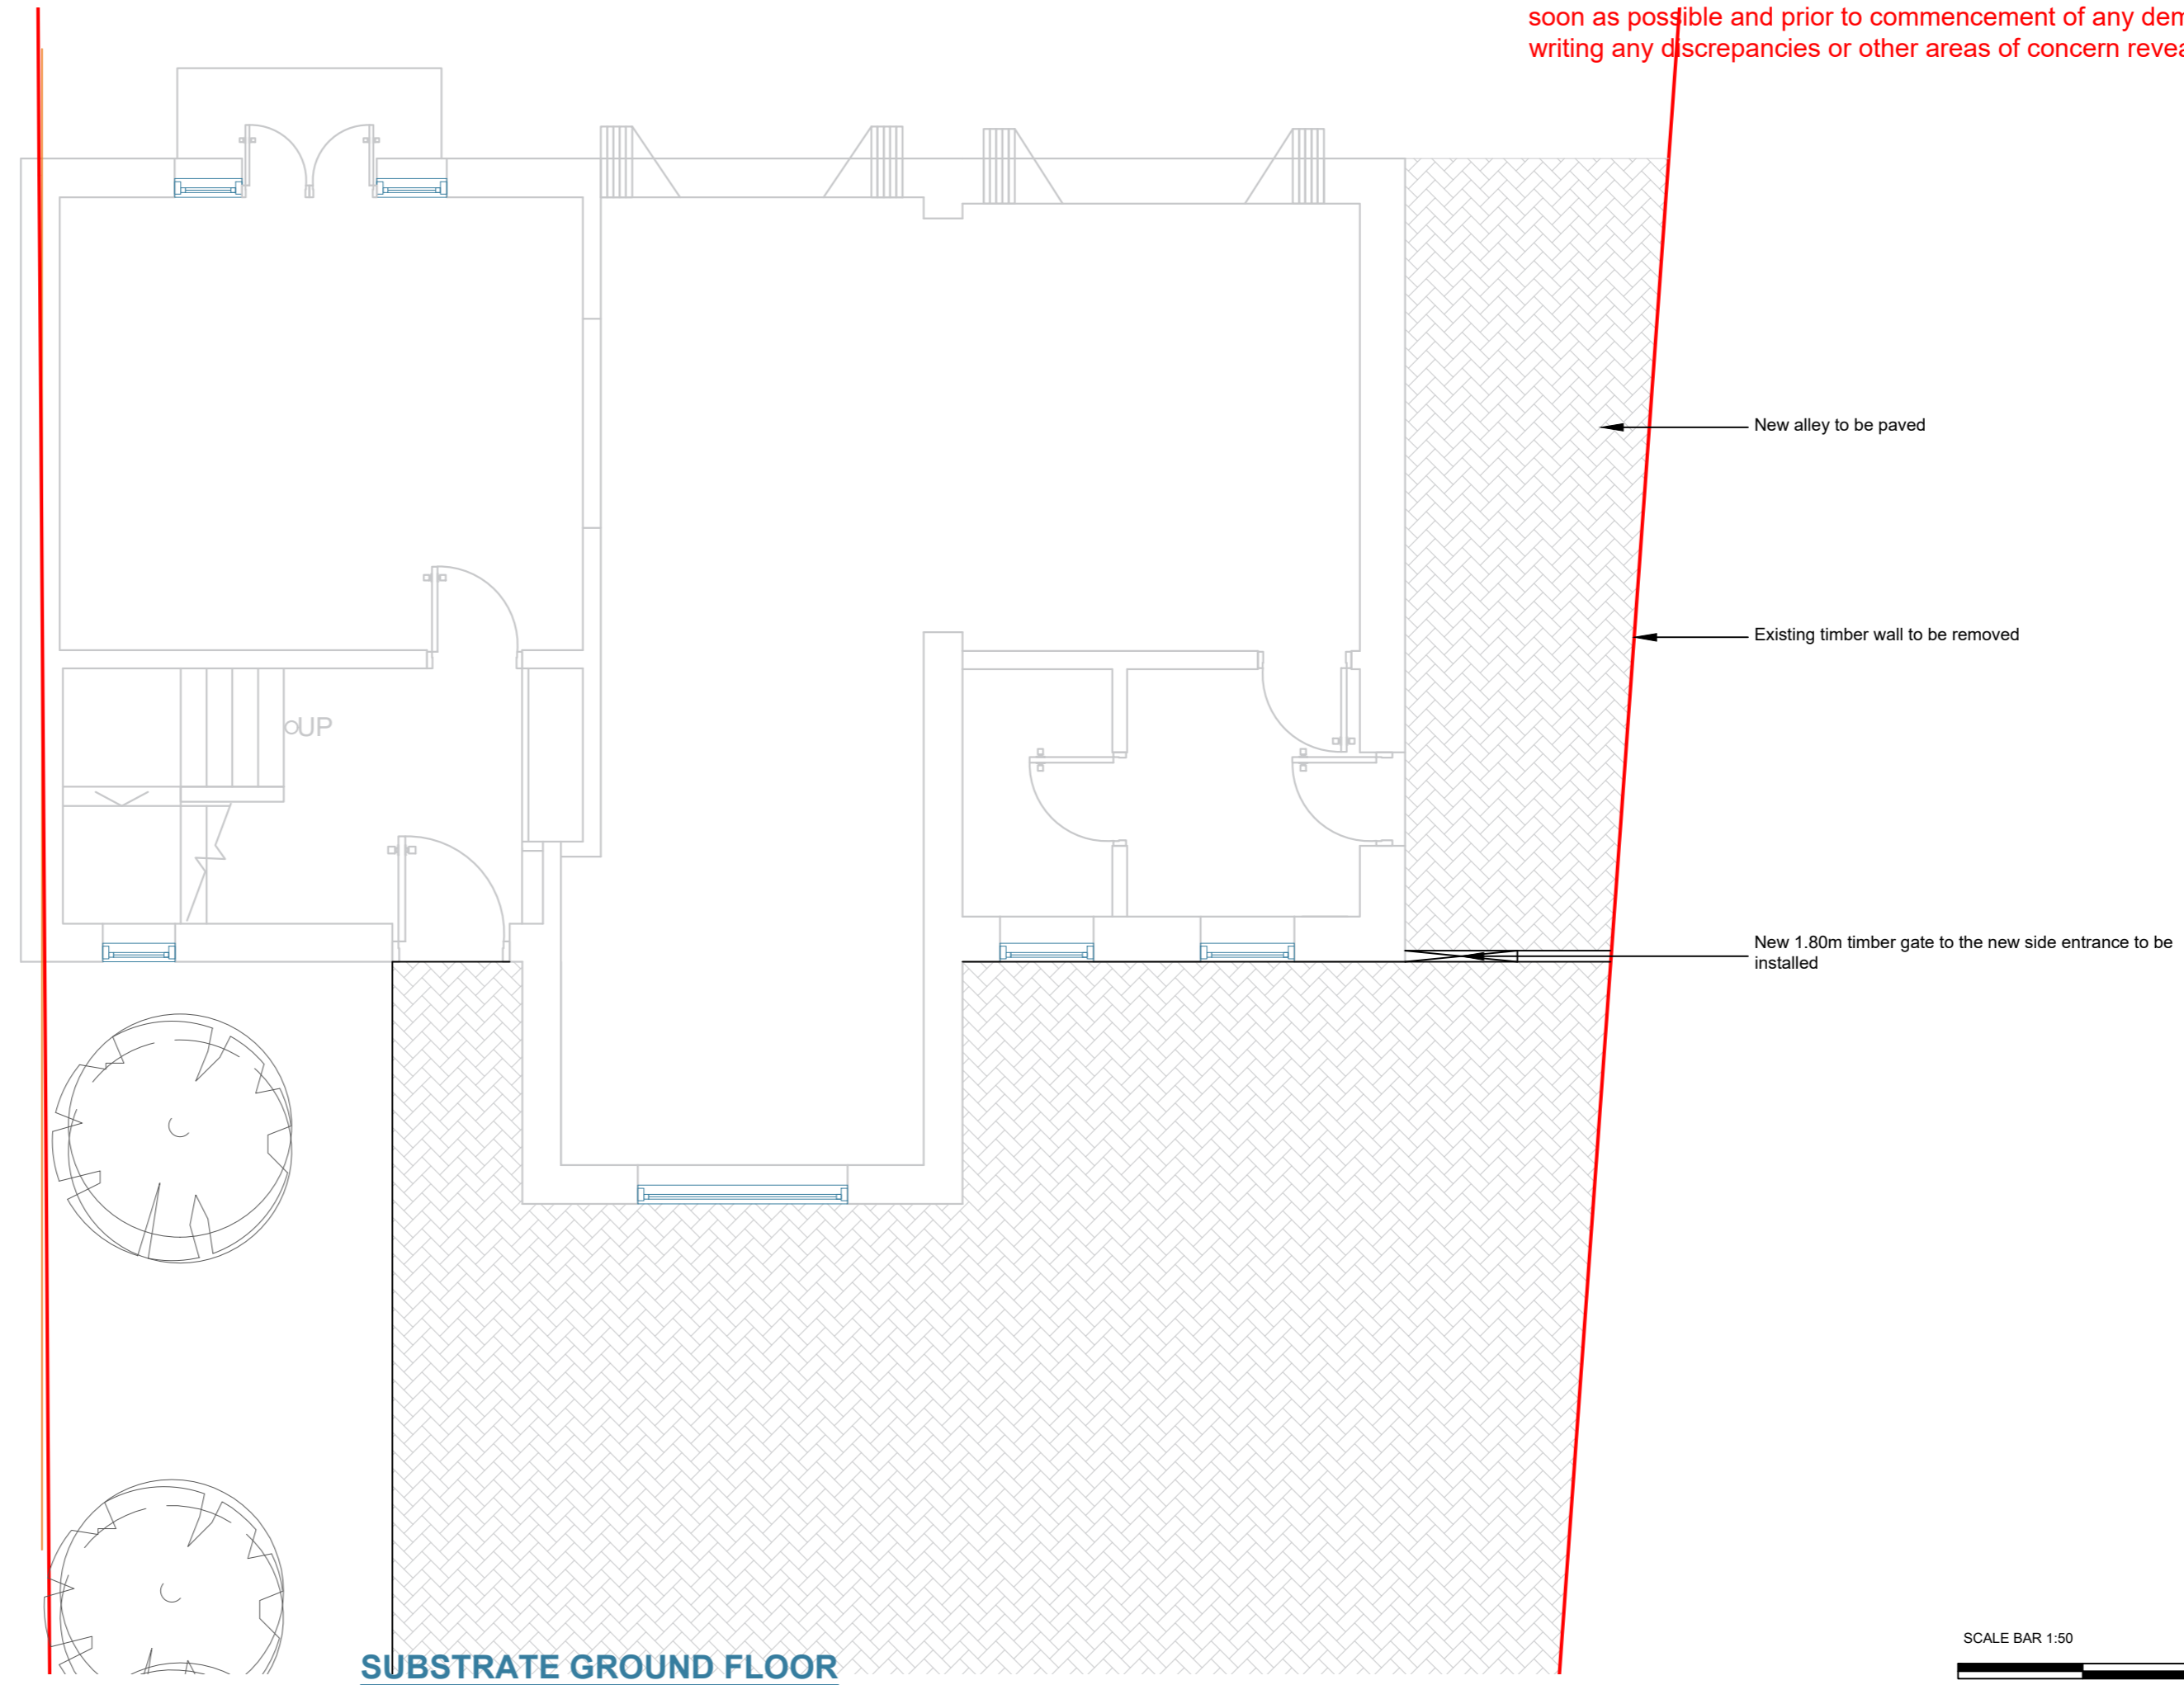 soon as possible and prior to commencement of any
writing any discrepancies or other areas of concern
New alley to be paved
Existing timber wall to be removed
UP
New 1.80m timber gate to the new side entrance to be
installed
SCALE BAR 1:50
SUBSTRATE GROUND FLOOR